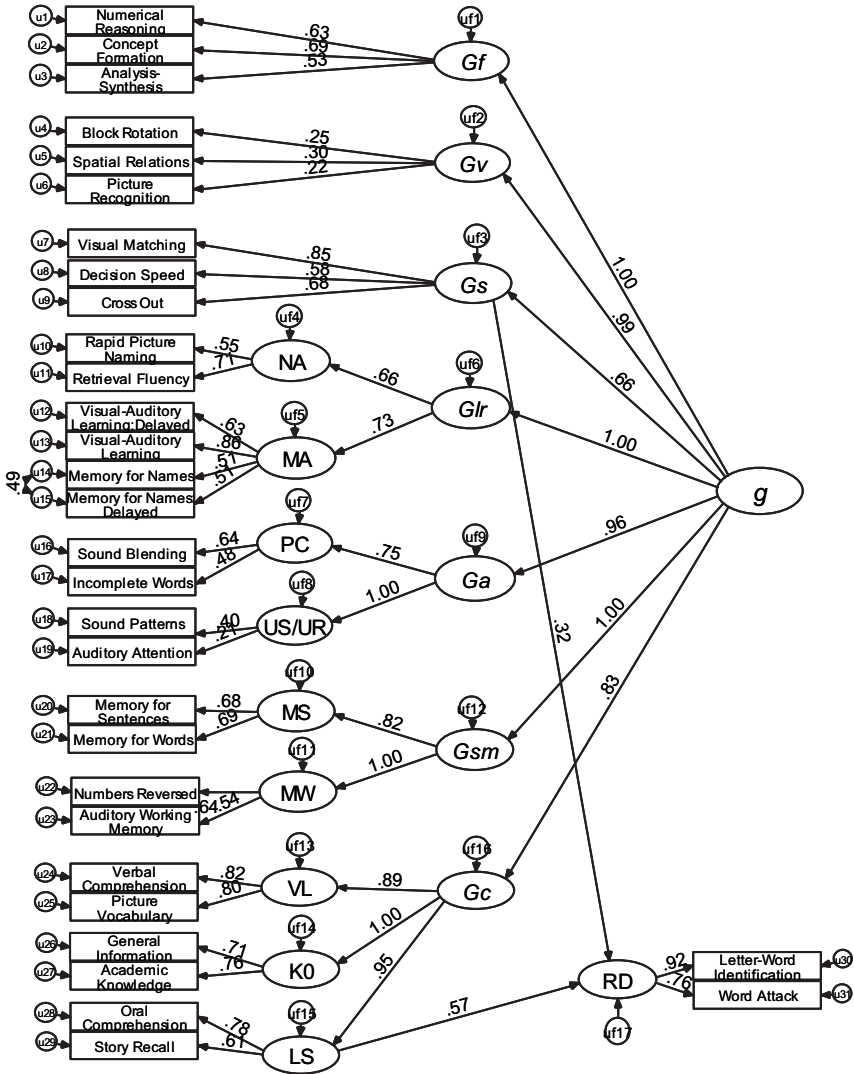 u1
Numerical
Reasoning
.63
uf1
u2
Concept
Formation
.69
Gf
u3
Analysis-
Synthesis
.53
u4
Block Rotation
.25
uf2
u5
Spatial Relations
.30
Gv
u6
Picture
Recognition
.22
u7
Visual Matching
.85
uf3
u8
Decision Speed
.58
Gs
u9
Cross Out
.68
1.00
.99
.66
u10
Rapid Picture
Naming
.55
uf4
u11
Retrieval Fluency
.71
NA
.66
uf6
Glr
1.00
u12
Visual-Auditory
Learning:Delayed
.63
uf5
.73
u13
Visual-Auditory
Learning
.86
MA
u14
Memory for Names
.51
u15
Memory for Names
Delayed
.51
.49
g
u16
Sound Blending
.64
uf7
PC
.75
uf9
.96
u17
Incomplete Words
.48
Ga
u18
Sound Patterns
.40
uf8
US/UR
1.00
u19
Auditory Attention
.21
.32
1.00
.83
u20
Memory for
Sentences
.68
uf10
MS
.82
uf12
u21
Memory for Words
.69
Gsm
u22
Numbers Reversed
uf11
MW
1.00
u23
Auditory Working
Memory
.64
.54
u24
Verbal
Comprehension
.82
uf13
VL
.89
uf16
Gc
u25
Picture
Vocabulary
.80
u26
General
Information
.71
uf14
K0
1.00
u27
Academic
Knowledge
.76
.95
u28
Oral
Comprehension
.78
uf15
LS
.57
u29
Story Recall
.61
RD
uf17
.92
Letter-Word
Identification
u30
.76
Word Attack
u31